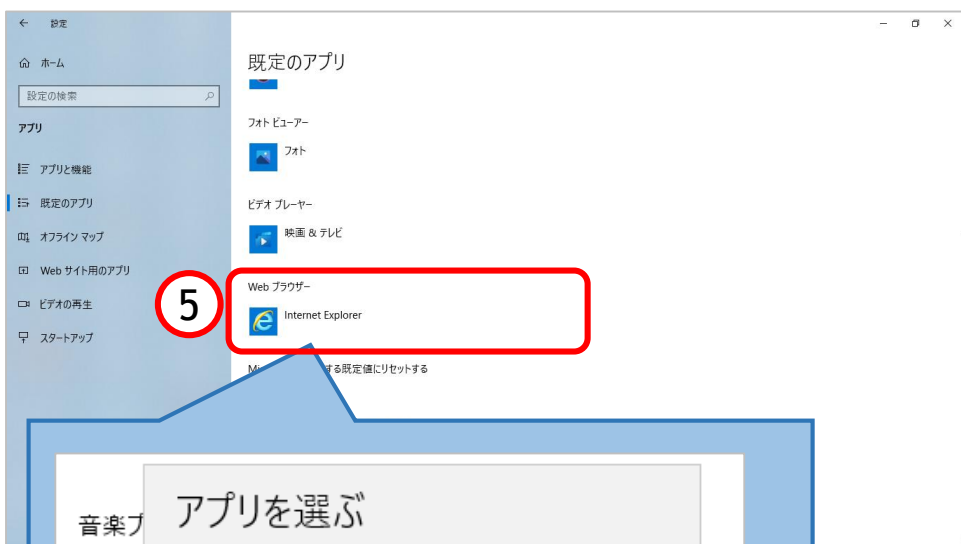 設定
ホーム
設定の検索
アプリ
アプリと機能
既定のアプリ
オフライン マップ
Web サイト用のアプリ
ビデオの再生
スタートアップ
既定のアプリ
フォト ビューアー
フォト
ビデオ プレーヤー
映画 & テレビ
5
Web ブラウザー
Internet Explorer
する既定値にリセットする
アプリを選ぶ
音楽プ